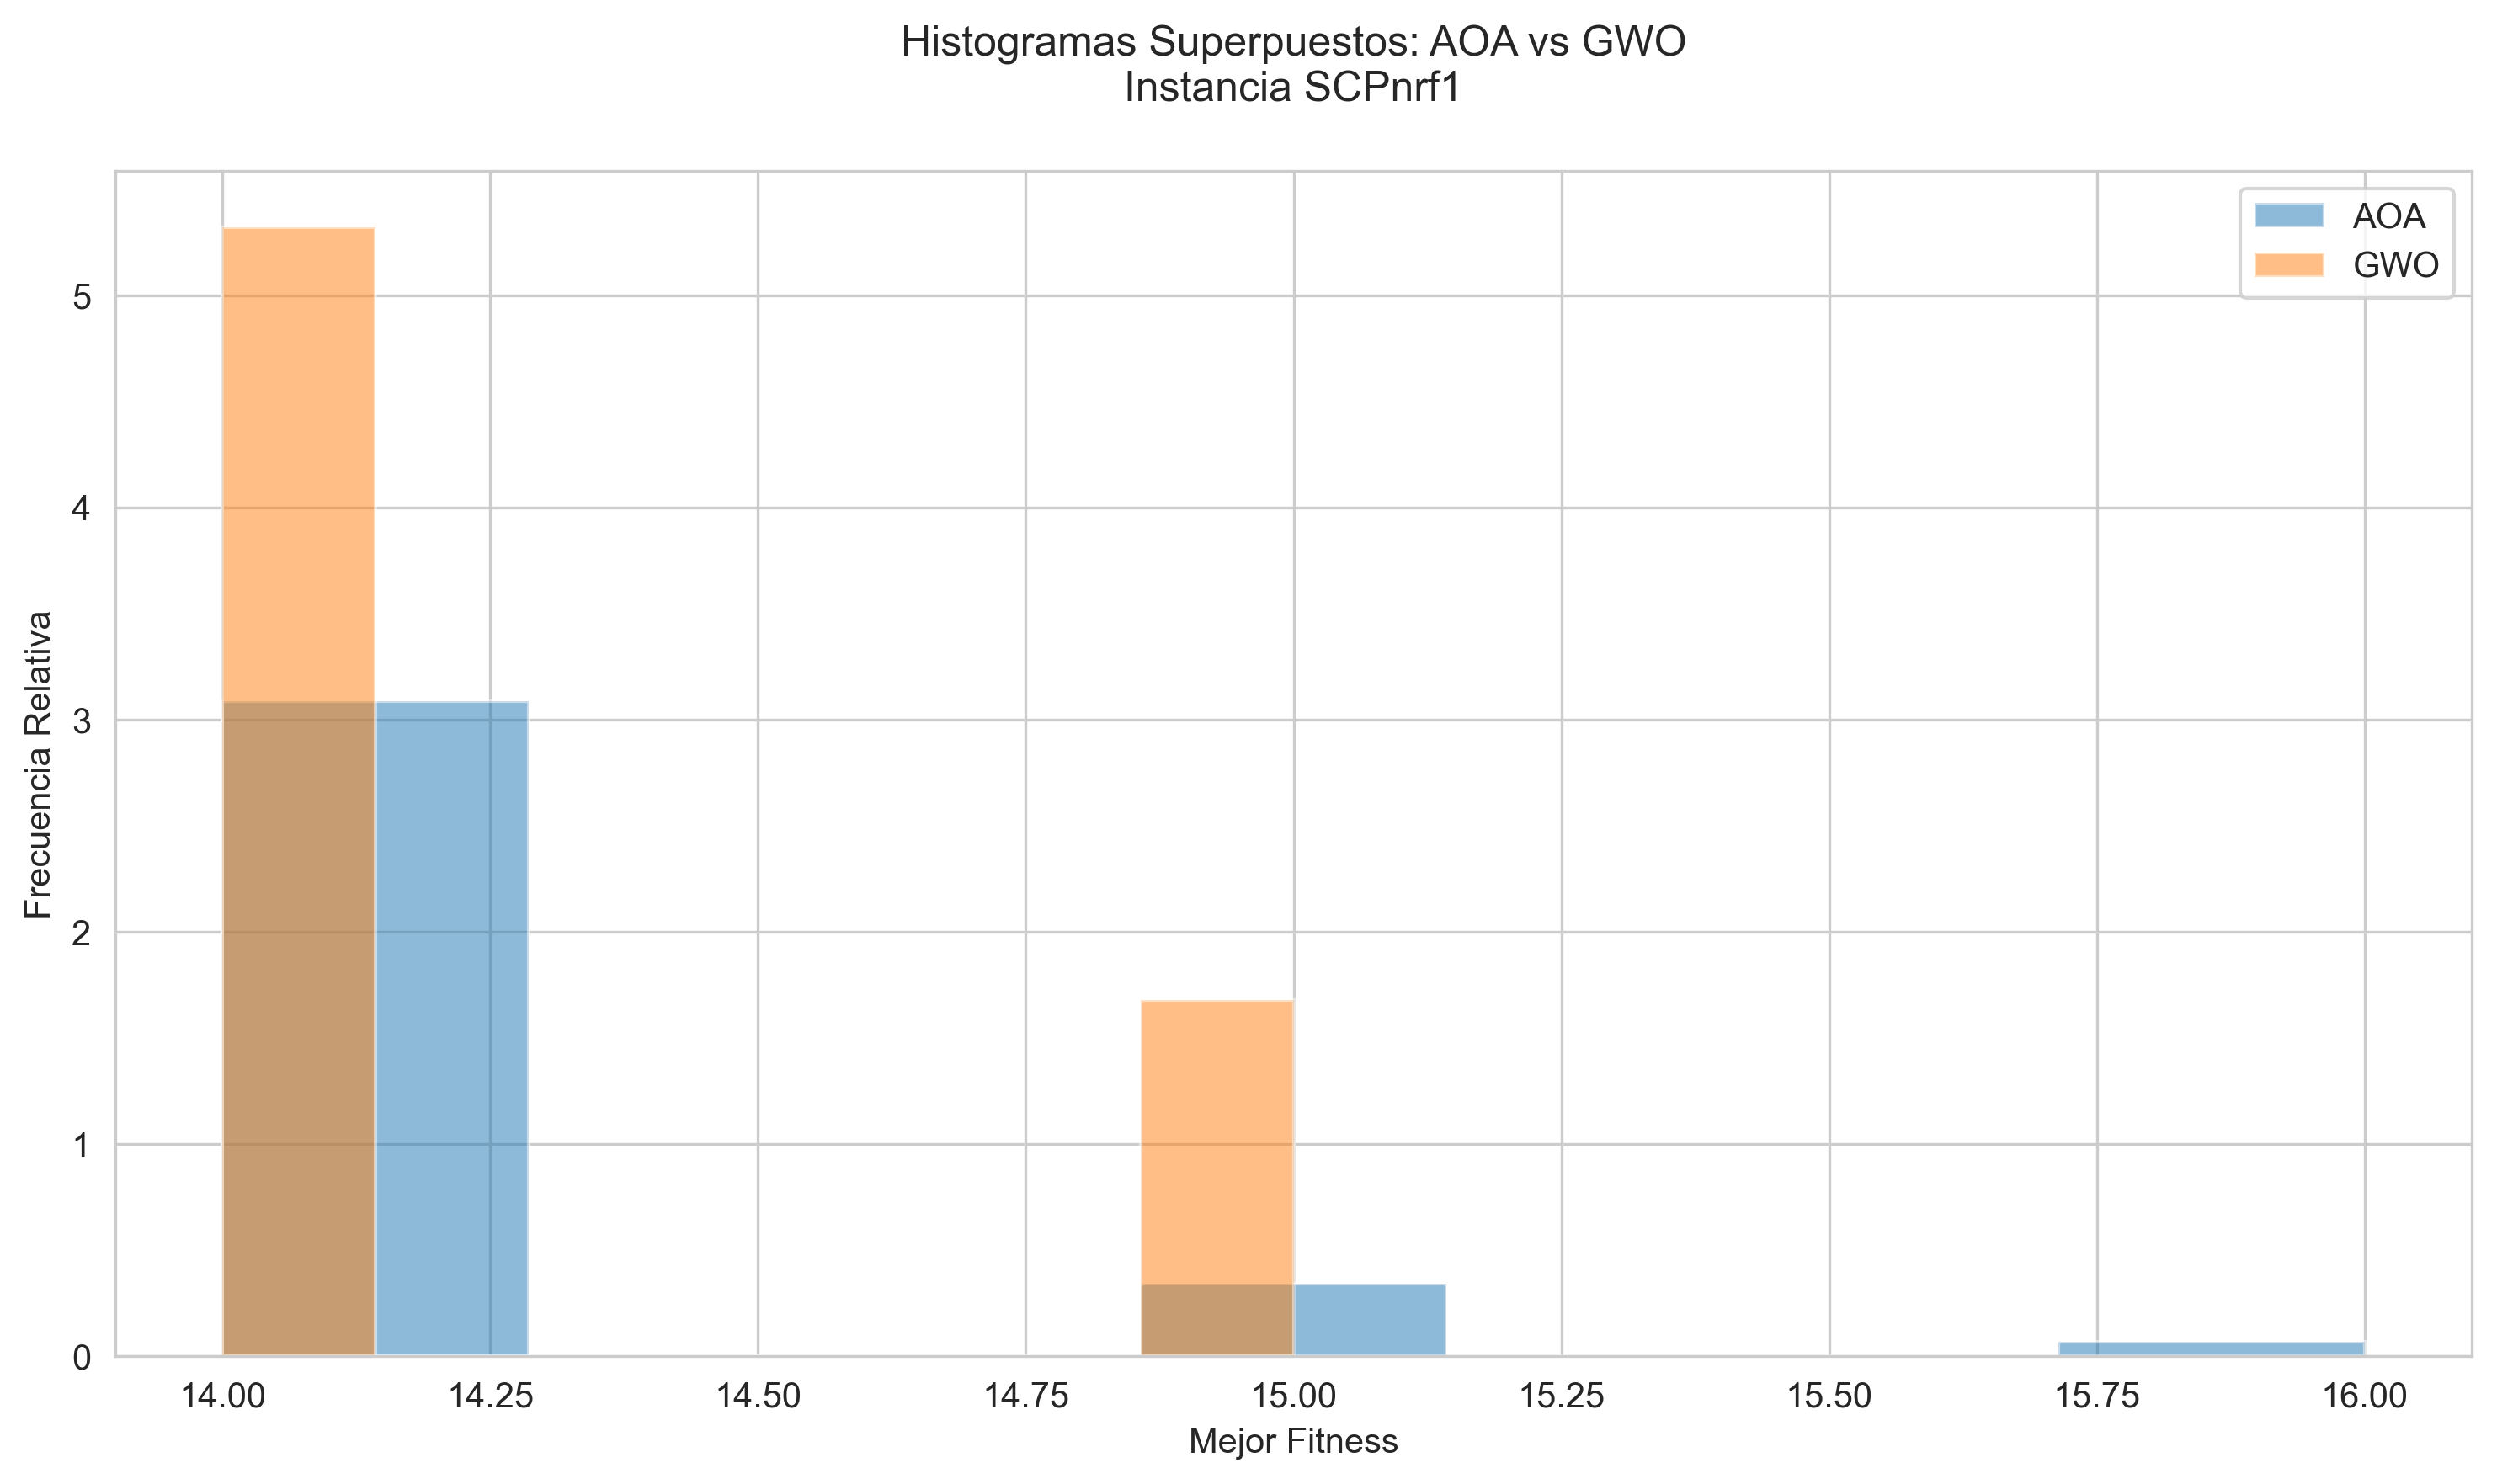 Histogramas Superpuestos: AOA vs GWO
Instancia SCPnrf1
AOA
GWO
Frecuencia Relativa
5
4
3
2
1
0
14.00 14.25 14.50 14.75 15.00 15.25 15.50 15.75 16.00
Mejor Fitness